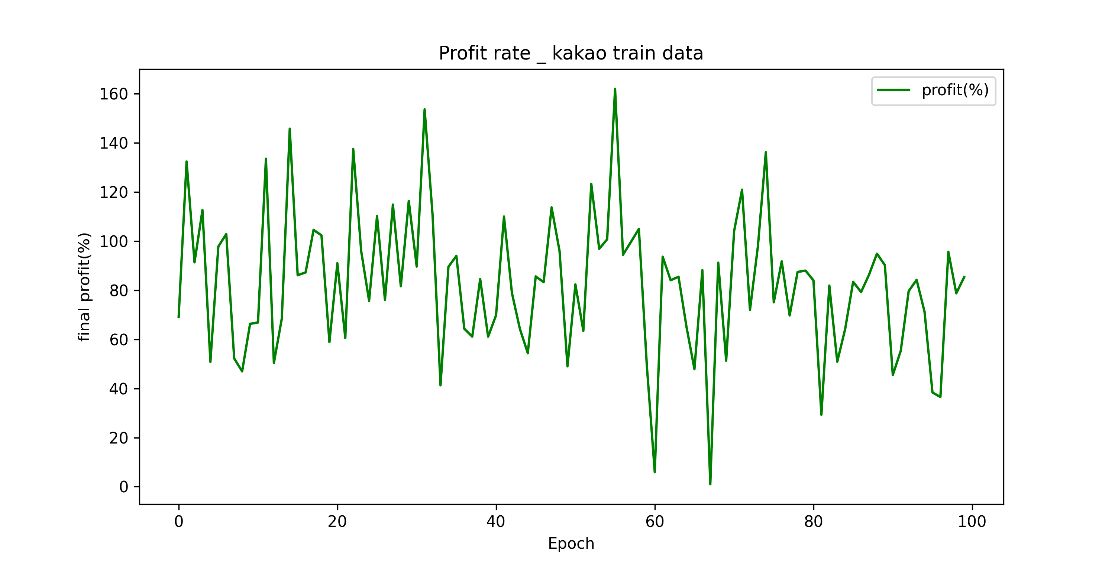 Profit rate _ kakao train data
profit(%)
final profit(%)
160
140
120
100
80
60
40
20
0
0 20 40 60 80 100
Epoch